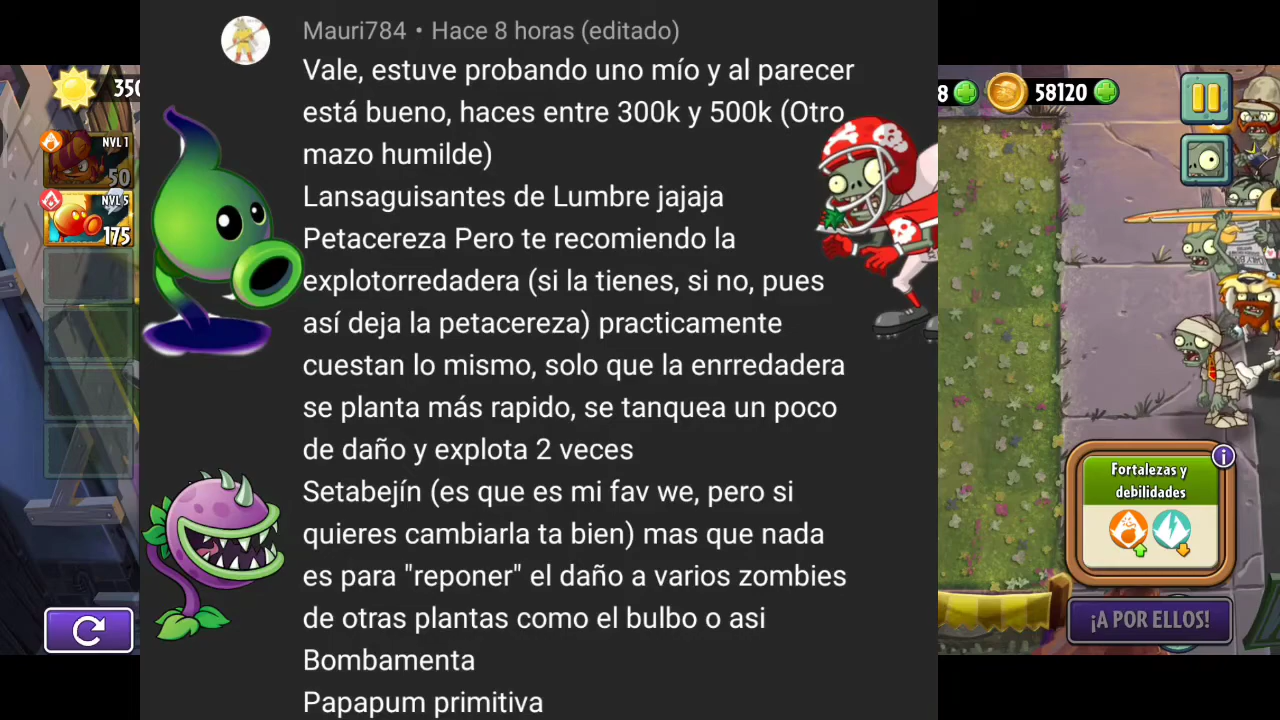 Mauri784 • Hace 8 horas (editado)
Vale, estuve probando uno mío y al parecer
está bueno, haces entre 300k y 500k (Otro
mazo humilde)
Lansaguisantes de Lumbre jajaja
Petacereza Pero te recomiendo la
explotorredadera (si la tienes, si no, pues
así deja la petacereza) practicamente
cuestan lo mismo, solo que la enrredadera
se planta más rapido, se tanquea un poco
de daño y explota 2 veces
Setabejín (es que es mi fav we, pero si
quieres cambiarla ta bien) mas que nada
es para "reponer" el daño a varios zombies
de otras plantas como el bulbo o asi
Bombamenta
Papapum primitiva
350
NVL 1
50
NVL 5
175
8
58120
Fortalezas y
debilidades
¡A POR ELLOS!